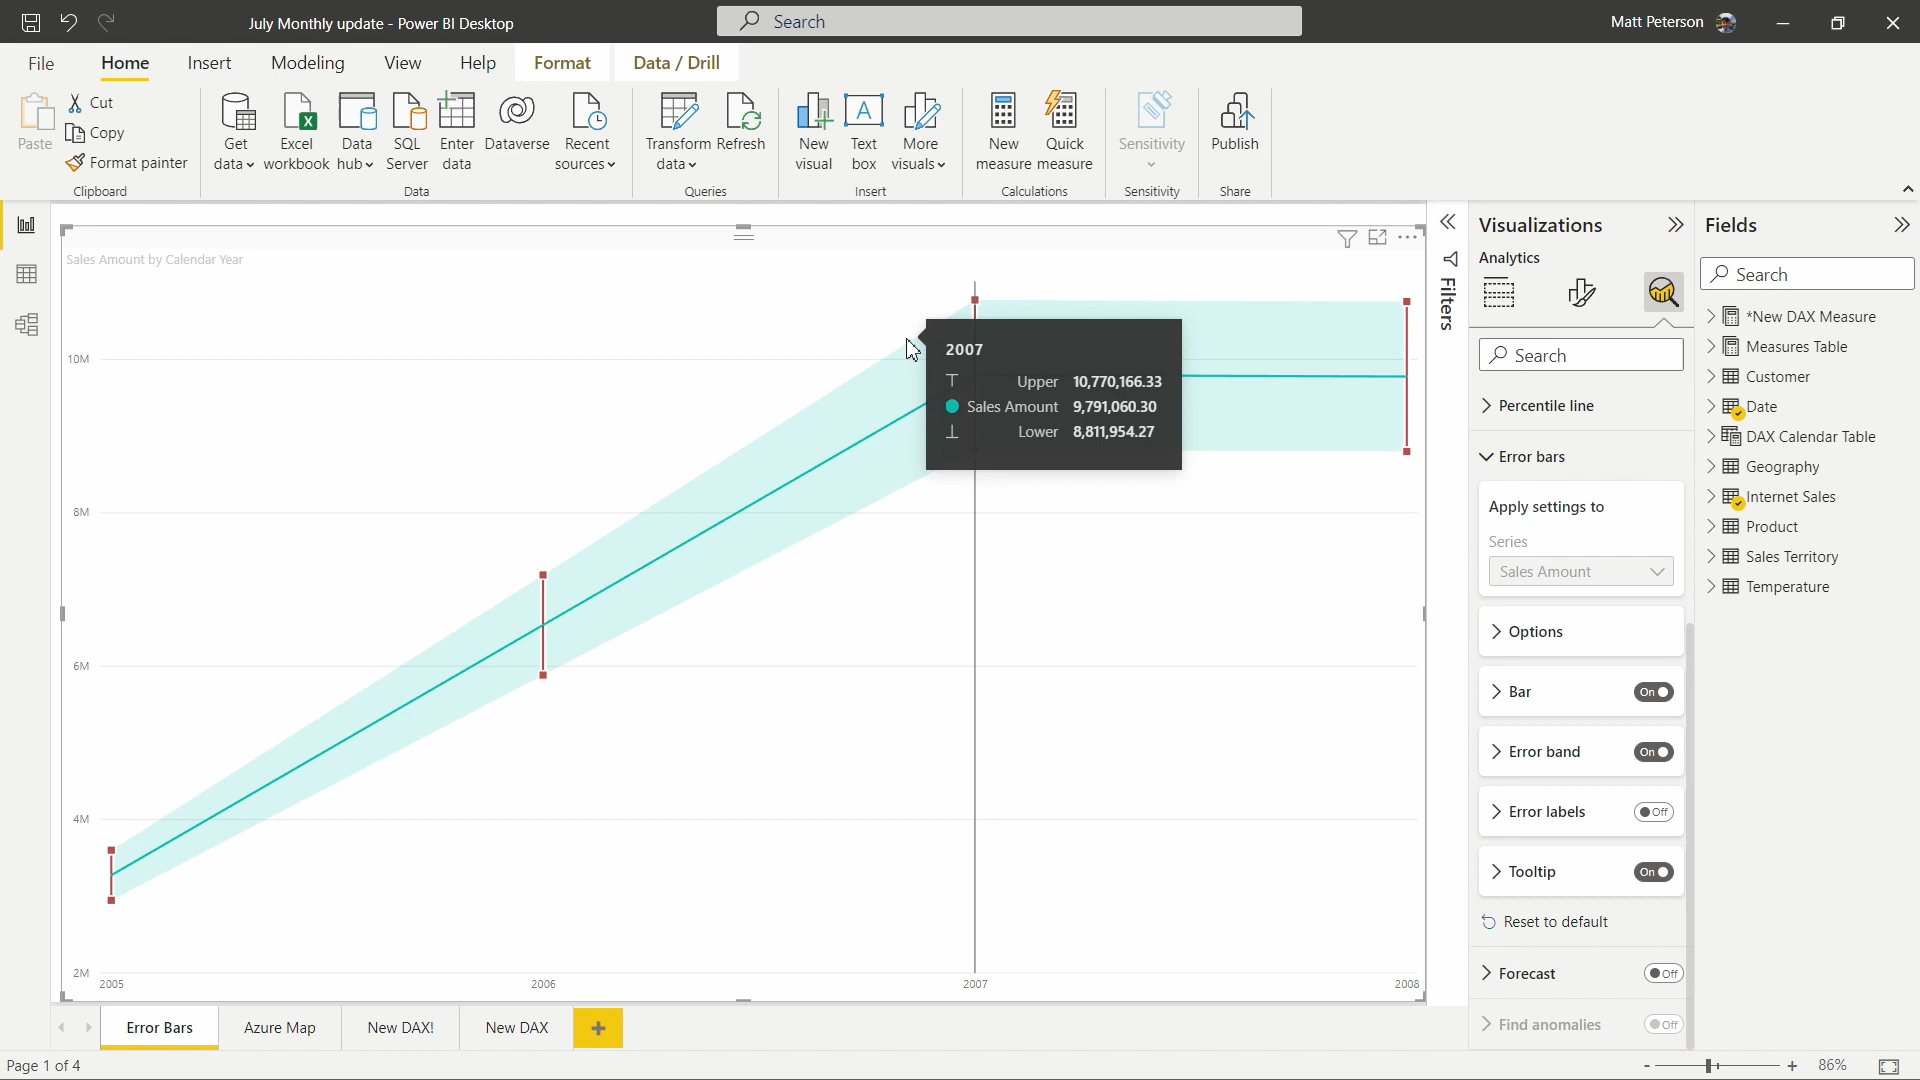 July Monthly update - Power BI Desktop
Search
Matt Peterson
File Home Insert Modeling View Help Format Data / Drill
Paste
Cut
Copy
Format painter
Clipboard
Get data
Excel workbook
Data hub
SQL Server
Enter data
Dataverse
Recent sources
Data
Transform data
Refresh
Queries
New visual
Text box
More visuals
Insert
New measure
Quick measure
Calculations
Sensitivity
Sensitivity
Publish
Share
Sales Amount by Calendar Year
10M
8M
6M
4M
2M
2005 2006 2007 2008
2007
Upper 10,770,166.33
Sales Amount 9,791,060.30
Lower 8,811,954.27
Filters
Visualizations
Analytics
Search
Percentile line
Error bars
Apply settings to
Series
Sales Amount
Options
Bar On
Error band On
Error labels Off
Tooltip On
Reset to default
Forecast Off
Find anomalies Off
Fields
Search
*New DAX Measure
Measures Table
Customer
Date
DAX Calendar Table
Geography
Internet Sales
Product
Sales Territory
Temperature
Error Bars Azure Map New DAX! New DAX +
Page 1 of 4
- + 86%